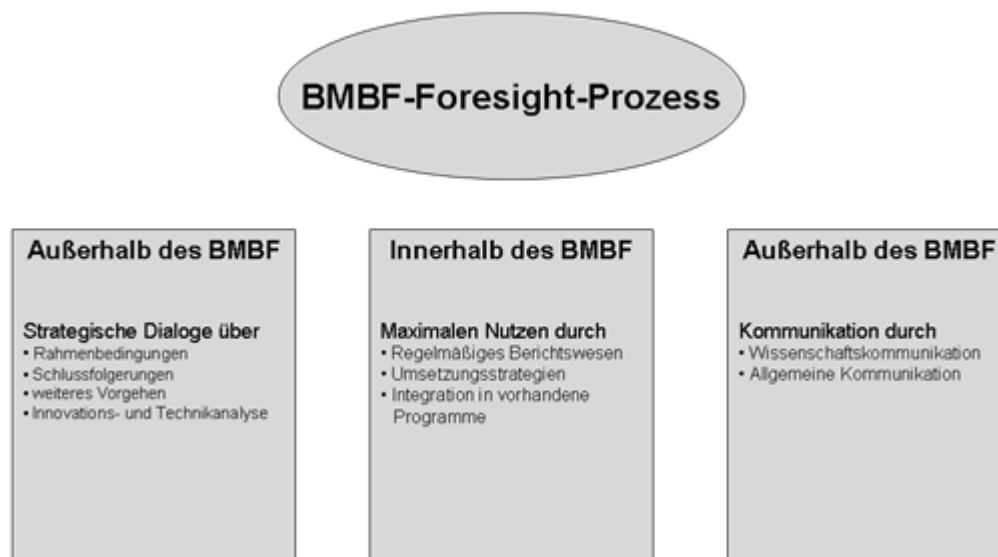 BMBF-Foresight-Prozess
Außerhalb des BMBF
Strategische Dialoge über
• Rahmenbedingungen
• Schlussfolgerungen
• weiteres Vorgehen
• Innovations- und Technikanalyse
Innerhalb des BMBF
Maximalen Nutzen durch
• Regelmäßiges Berichtswesen
• Umsetzungsstrategien
• Integration in vorhandene
Programme
Außerhalb des BMBF
Kommunikation durch
• Wissenschaftskommunikation
• Allgemeine Kommunikation